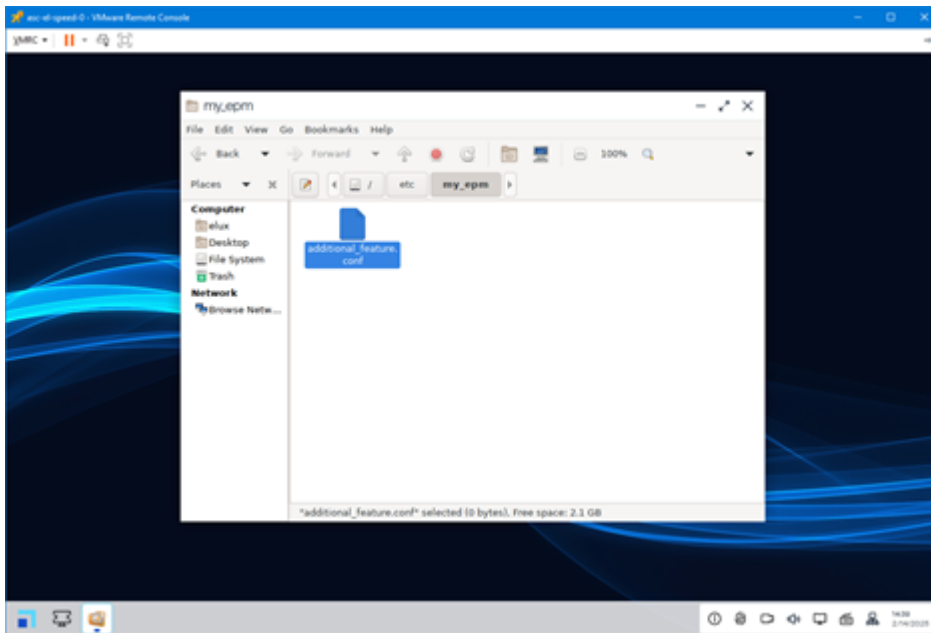 esc-el-speed-0 - VMware Remote Console
VMRC
my_epm
File Edit View Go Bookmarks Help
Back Forward 100%
Places / etc my_epm
Computer
elux
Desktop
File System
Trash
Network
Browse Netw...
additional_feature.
conf
"additional_feature.conf" selected (0 bytes), Free space: 2.1 GB
2/14/2025